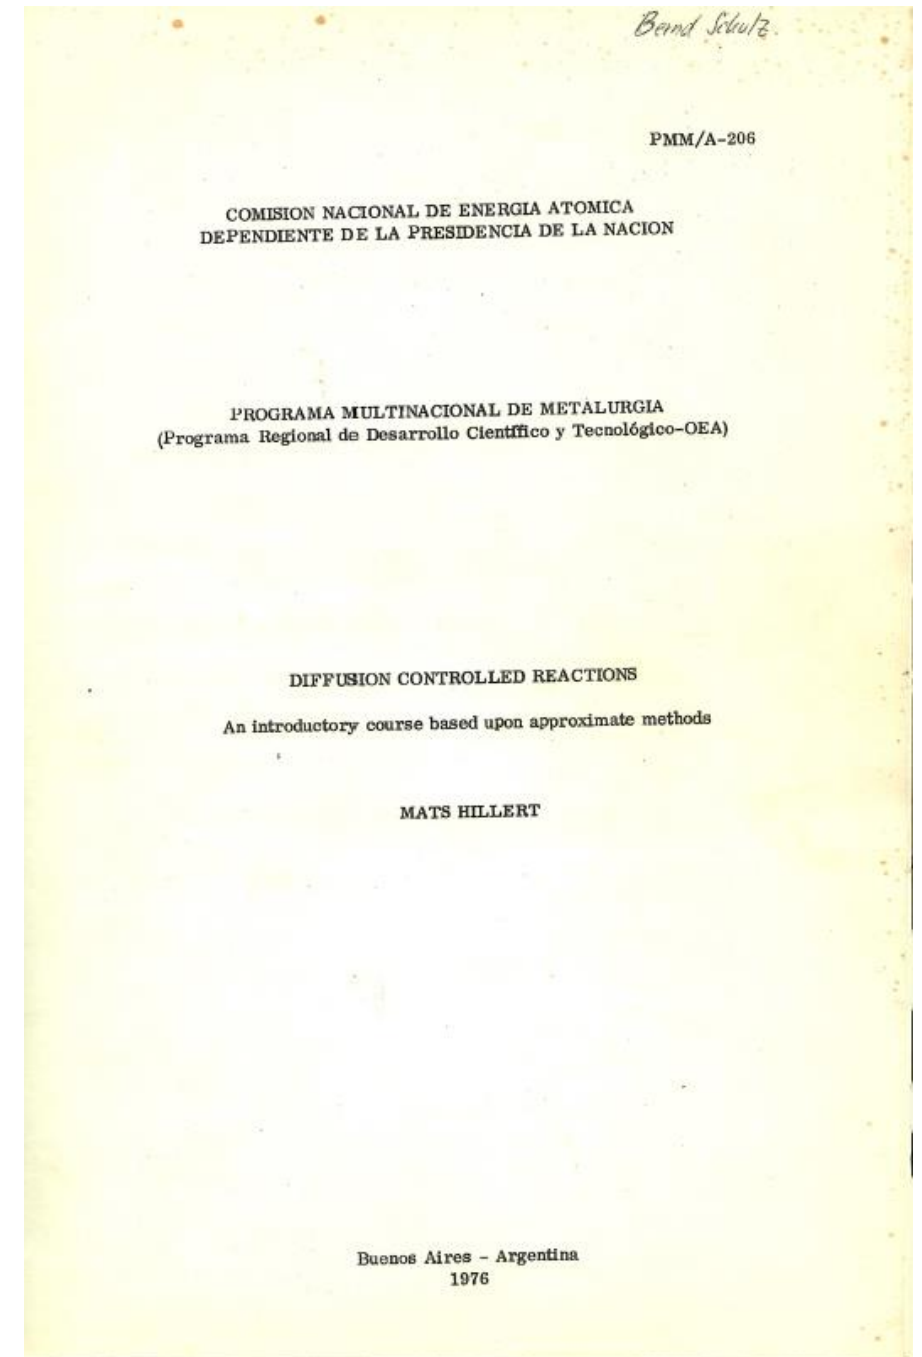 Bernd Schulz.
PMM/A-206
COMISION NACIONAL DE ENERGIA ATOMICA
DEPENDIENTE DE LA PRESIDENCIA DE LA NACION
PROGRAMA MULTINACIONAL DE METALURGIA
(Programa Regional de Desarrollo Científico y Tecnológico-OEA)
DIFFUSION CONTROLLED REACTIONS
An introductory course based upon approximate methods
MATS HILLERT
Buenos Aires - Argentina
1976